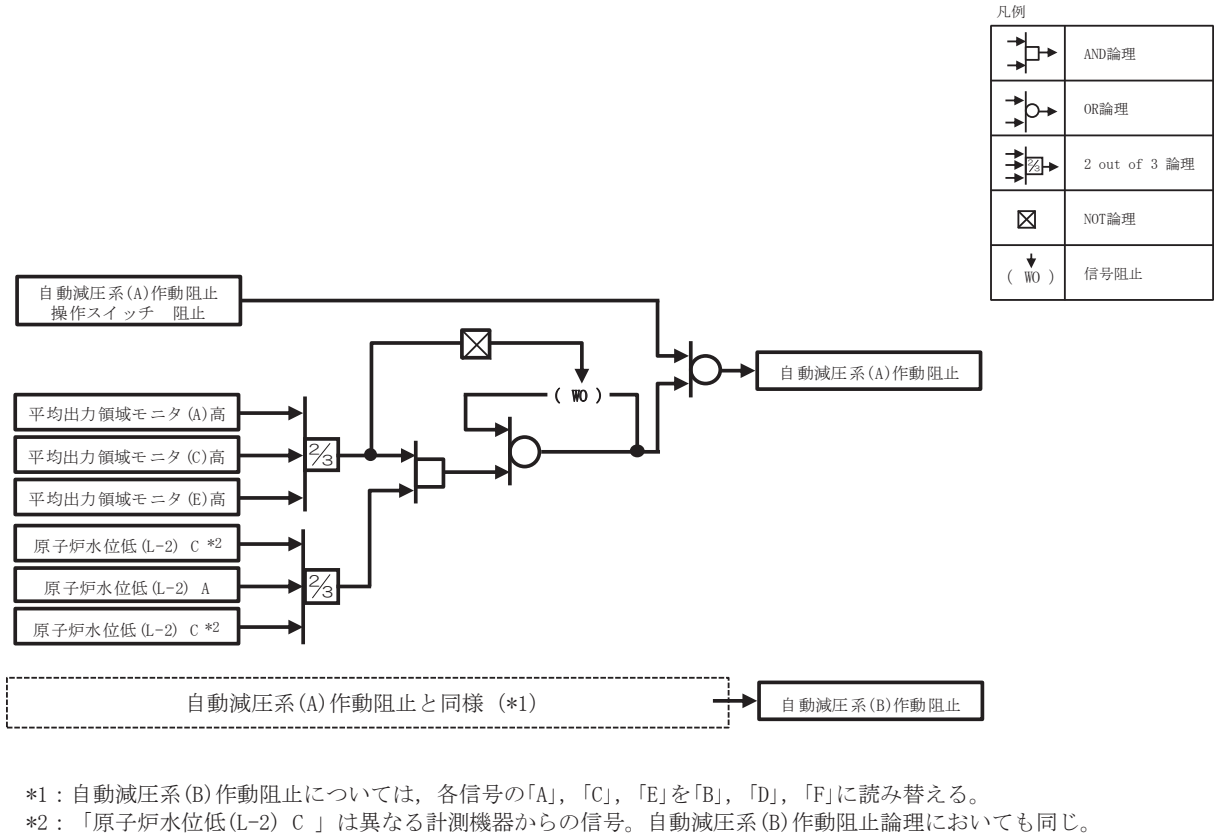 凡例
AND論理
OR論理
2/3
2 out of 3 論理
NOT論理
( WO )
信号阻止
自動減圧系(A)作動阻止
操作スイッチ 阻止
自動減圧系(A)作動阻止
( WO )
平均出力領域モニタ(A)高
平均出力領域モニタ(C)高
2/3
平均出力領域モニタ(E)高
原子炉水位低(L-2) C *2
原子炉水位低(L-2) A
2/3
原子炉水位低(L-2) C *2
自動減圧系(A)作動阻止と同様 (*1)
自動減圧系(B)作動阻止
*1：自動減圧系(B)作動阻止については，各信号の「A」，「C」，「E」を「B」，「D」，「F」に読み替える。
*2：「原子炉水位低(L-2) C 」は異なる計測機器からの信号。自動減圧系(B)作動阻止論理においても同じ。